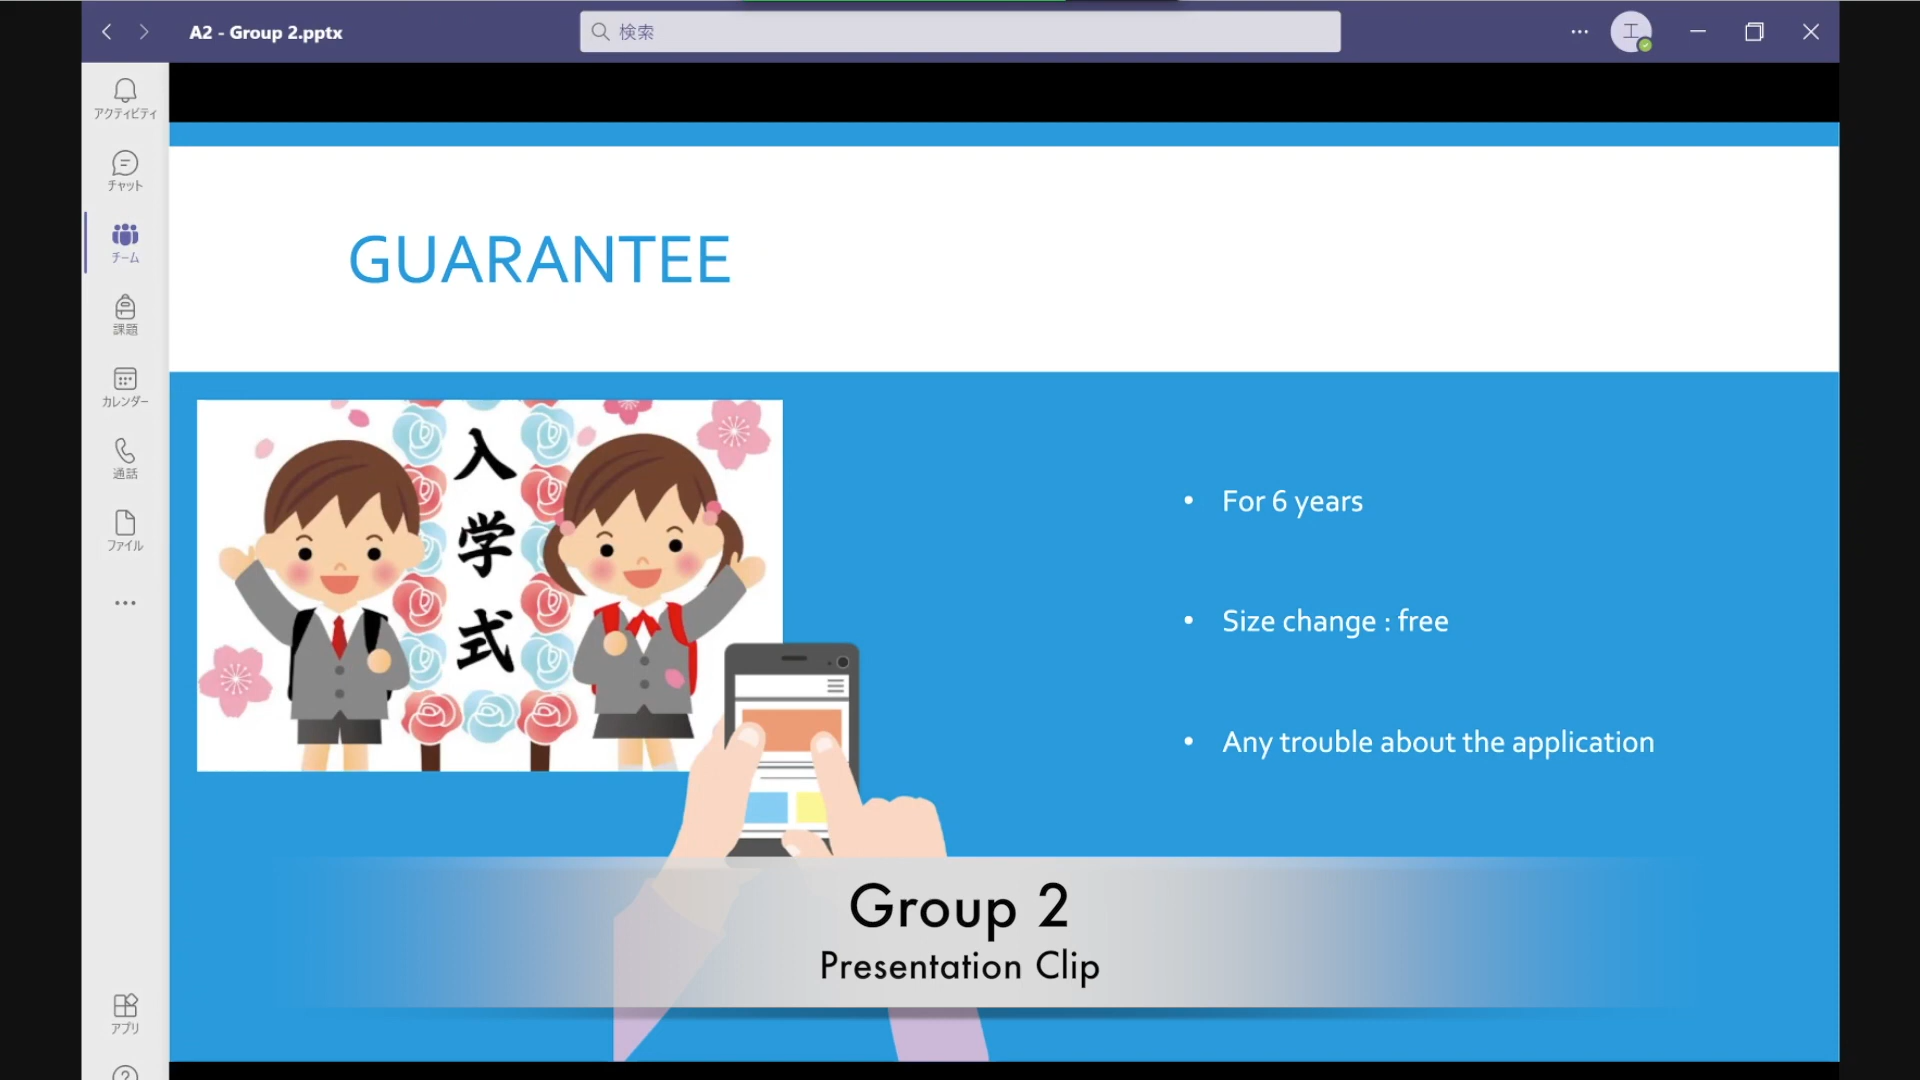 A2 - Group 2.pptx
検索
工
アクティビティ
チャット
チーム
課題
カレンダー
通話
ファイル
アプリ
GUARANTEE
入学式
• For 6 years
• Size change : free
• Any trouble about the application
Group 2
Presentation Clip